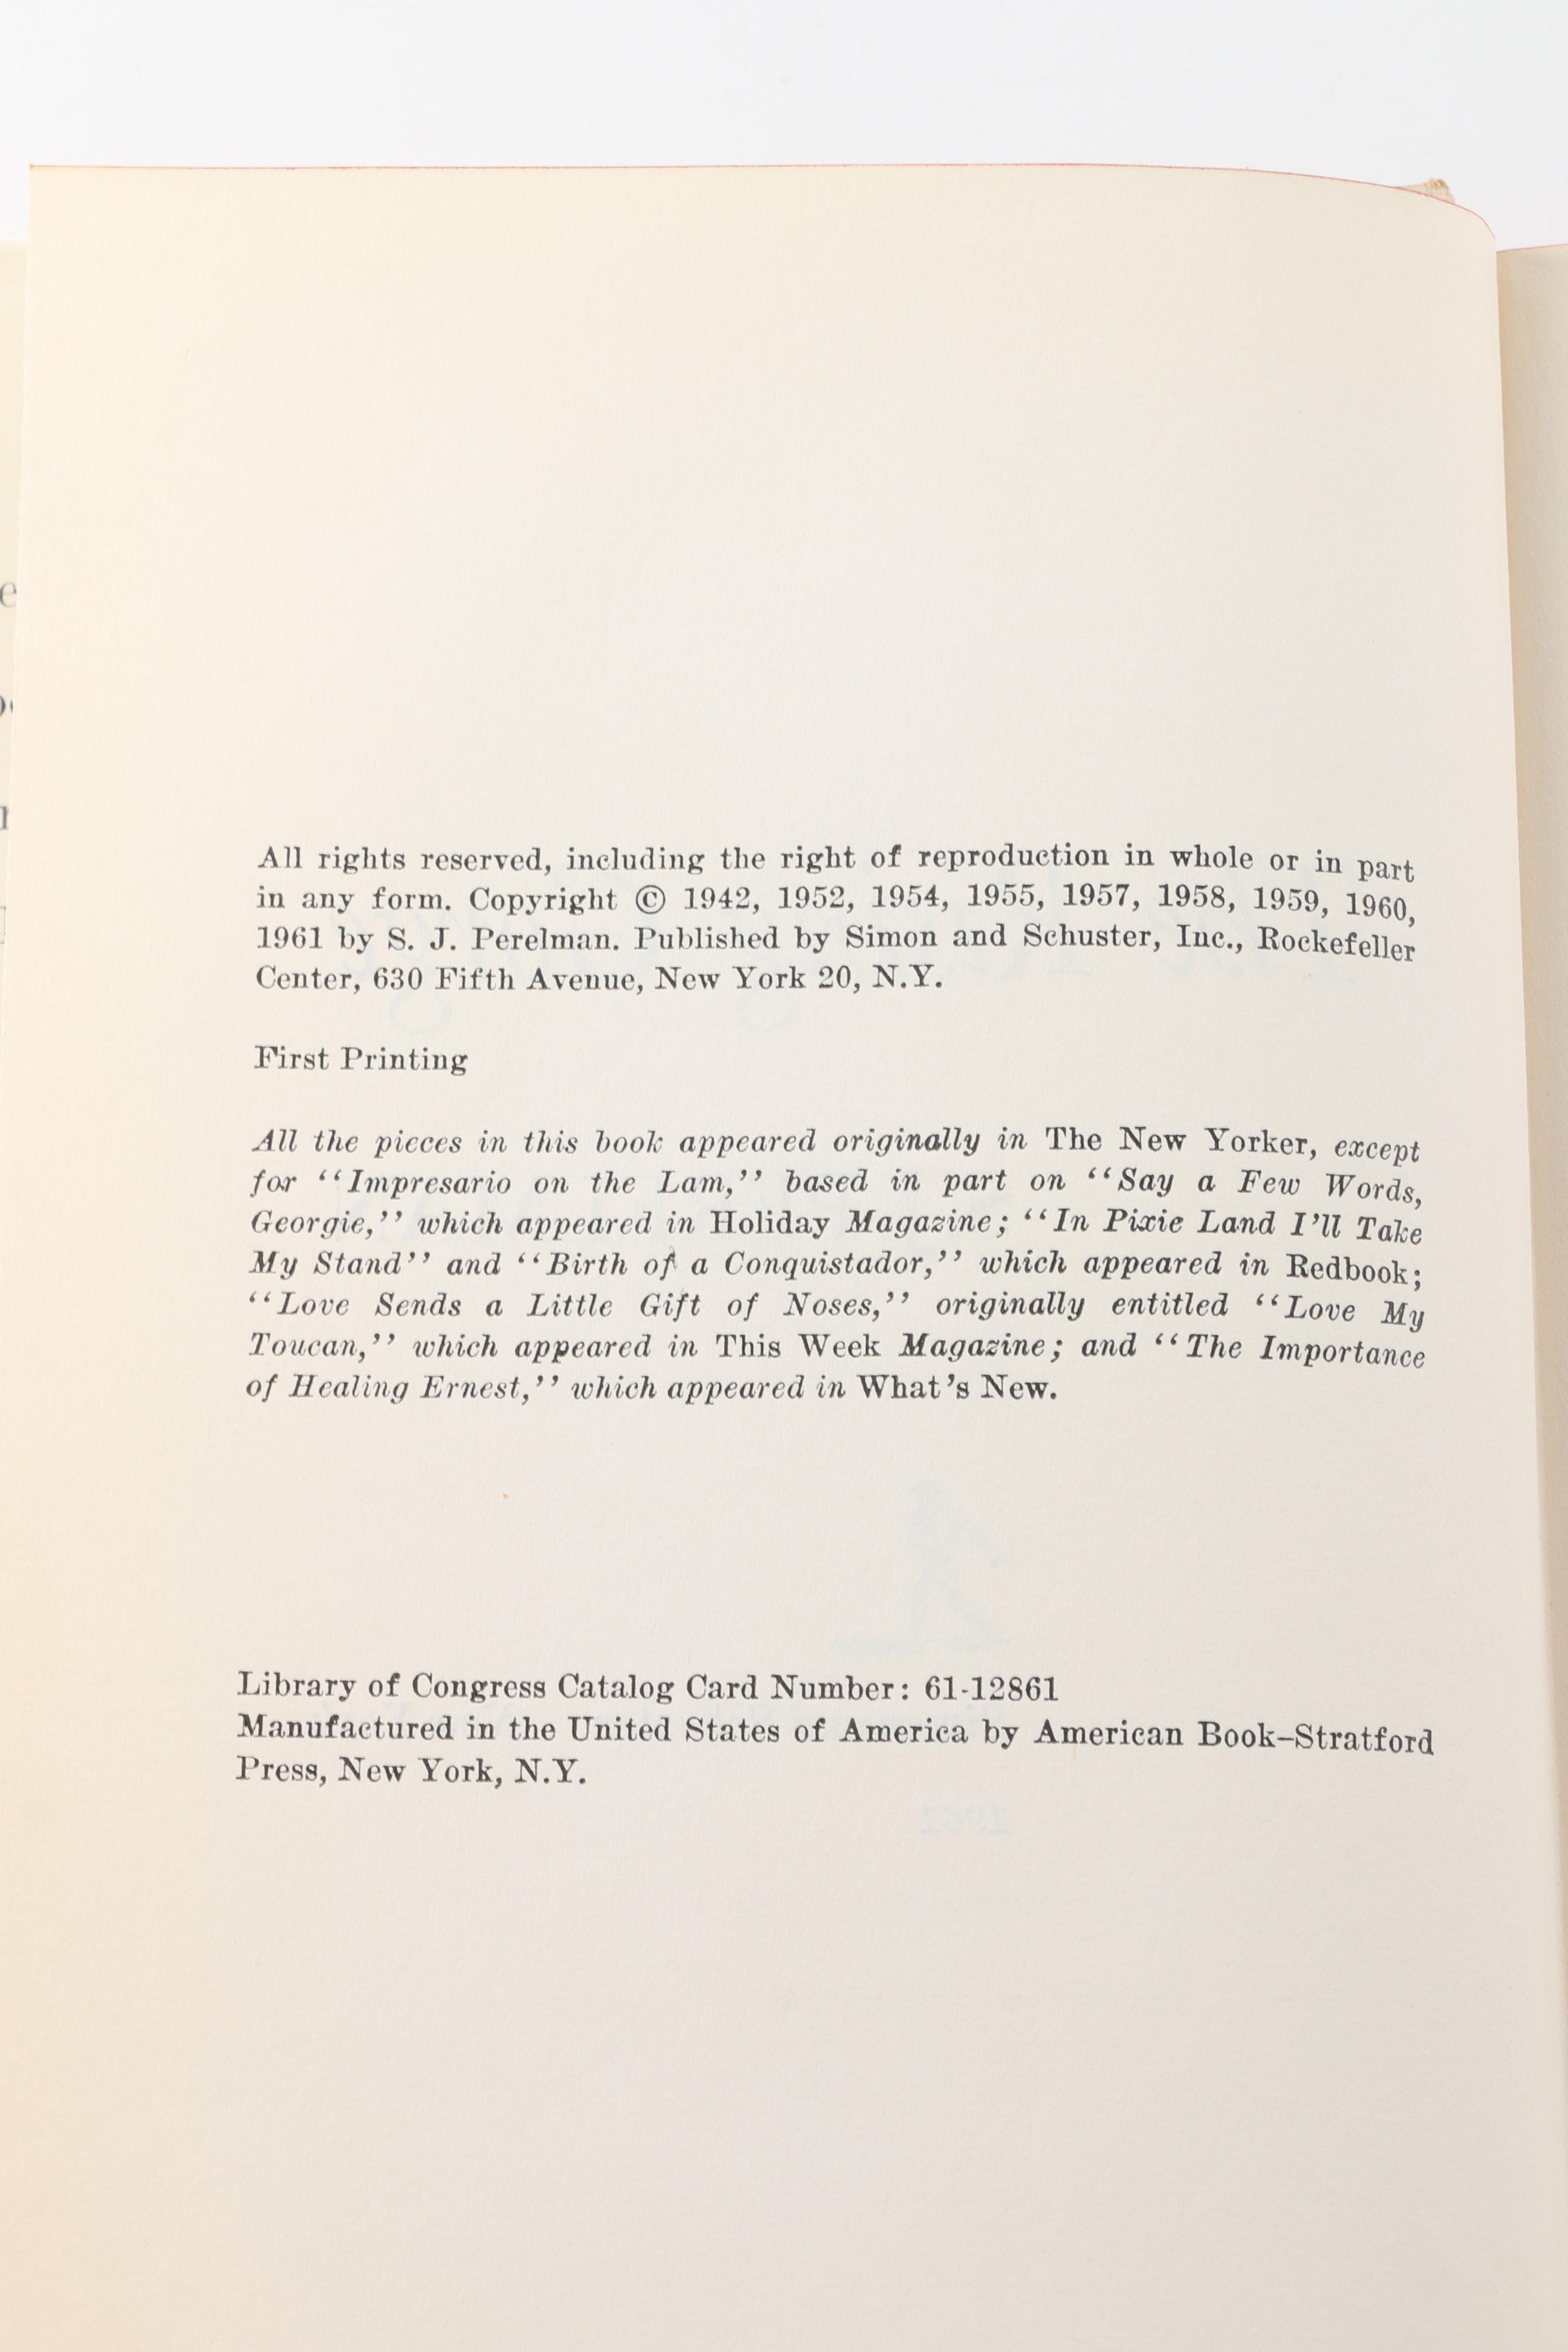 All rights reserved, including the right of reproduction in whole or in part
in any form. Copyright © 1942, 1952, 1954, 1955, 1957, 1958, 1959, 1960,
1961 by S. J. Perelman. Published by Simon and Schuster, Inc., Rockefeller
Center, 630 Fifth Avenue, New York 20, N.Y.
First Printing
All the pieces in this book appeared originally in The New Yorker, except
for “Impresario on the Lam,” based in part on “Say a Few Words,
Georgie,” which appeared in Holiday Magazine; “In Pixie Land I’ll Take
My Stand” and “Birth of a Conquistador,” which appeared in Redbook;
“Love Sends a Little Gift of Noses,” originally entitled “Love My
Toucan,” which appeared in This Week Magazine; and “The Importance
of Healing Ernest,” which appeared in What’s New.
Library of Congress Catalog Card Number: 61-12861
Manufactured in the United States of America by American Book–Stratford
Press, New York, N.Y.